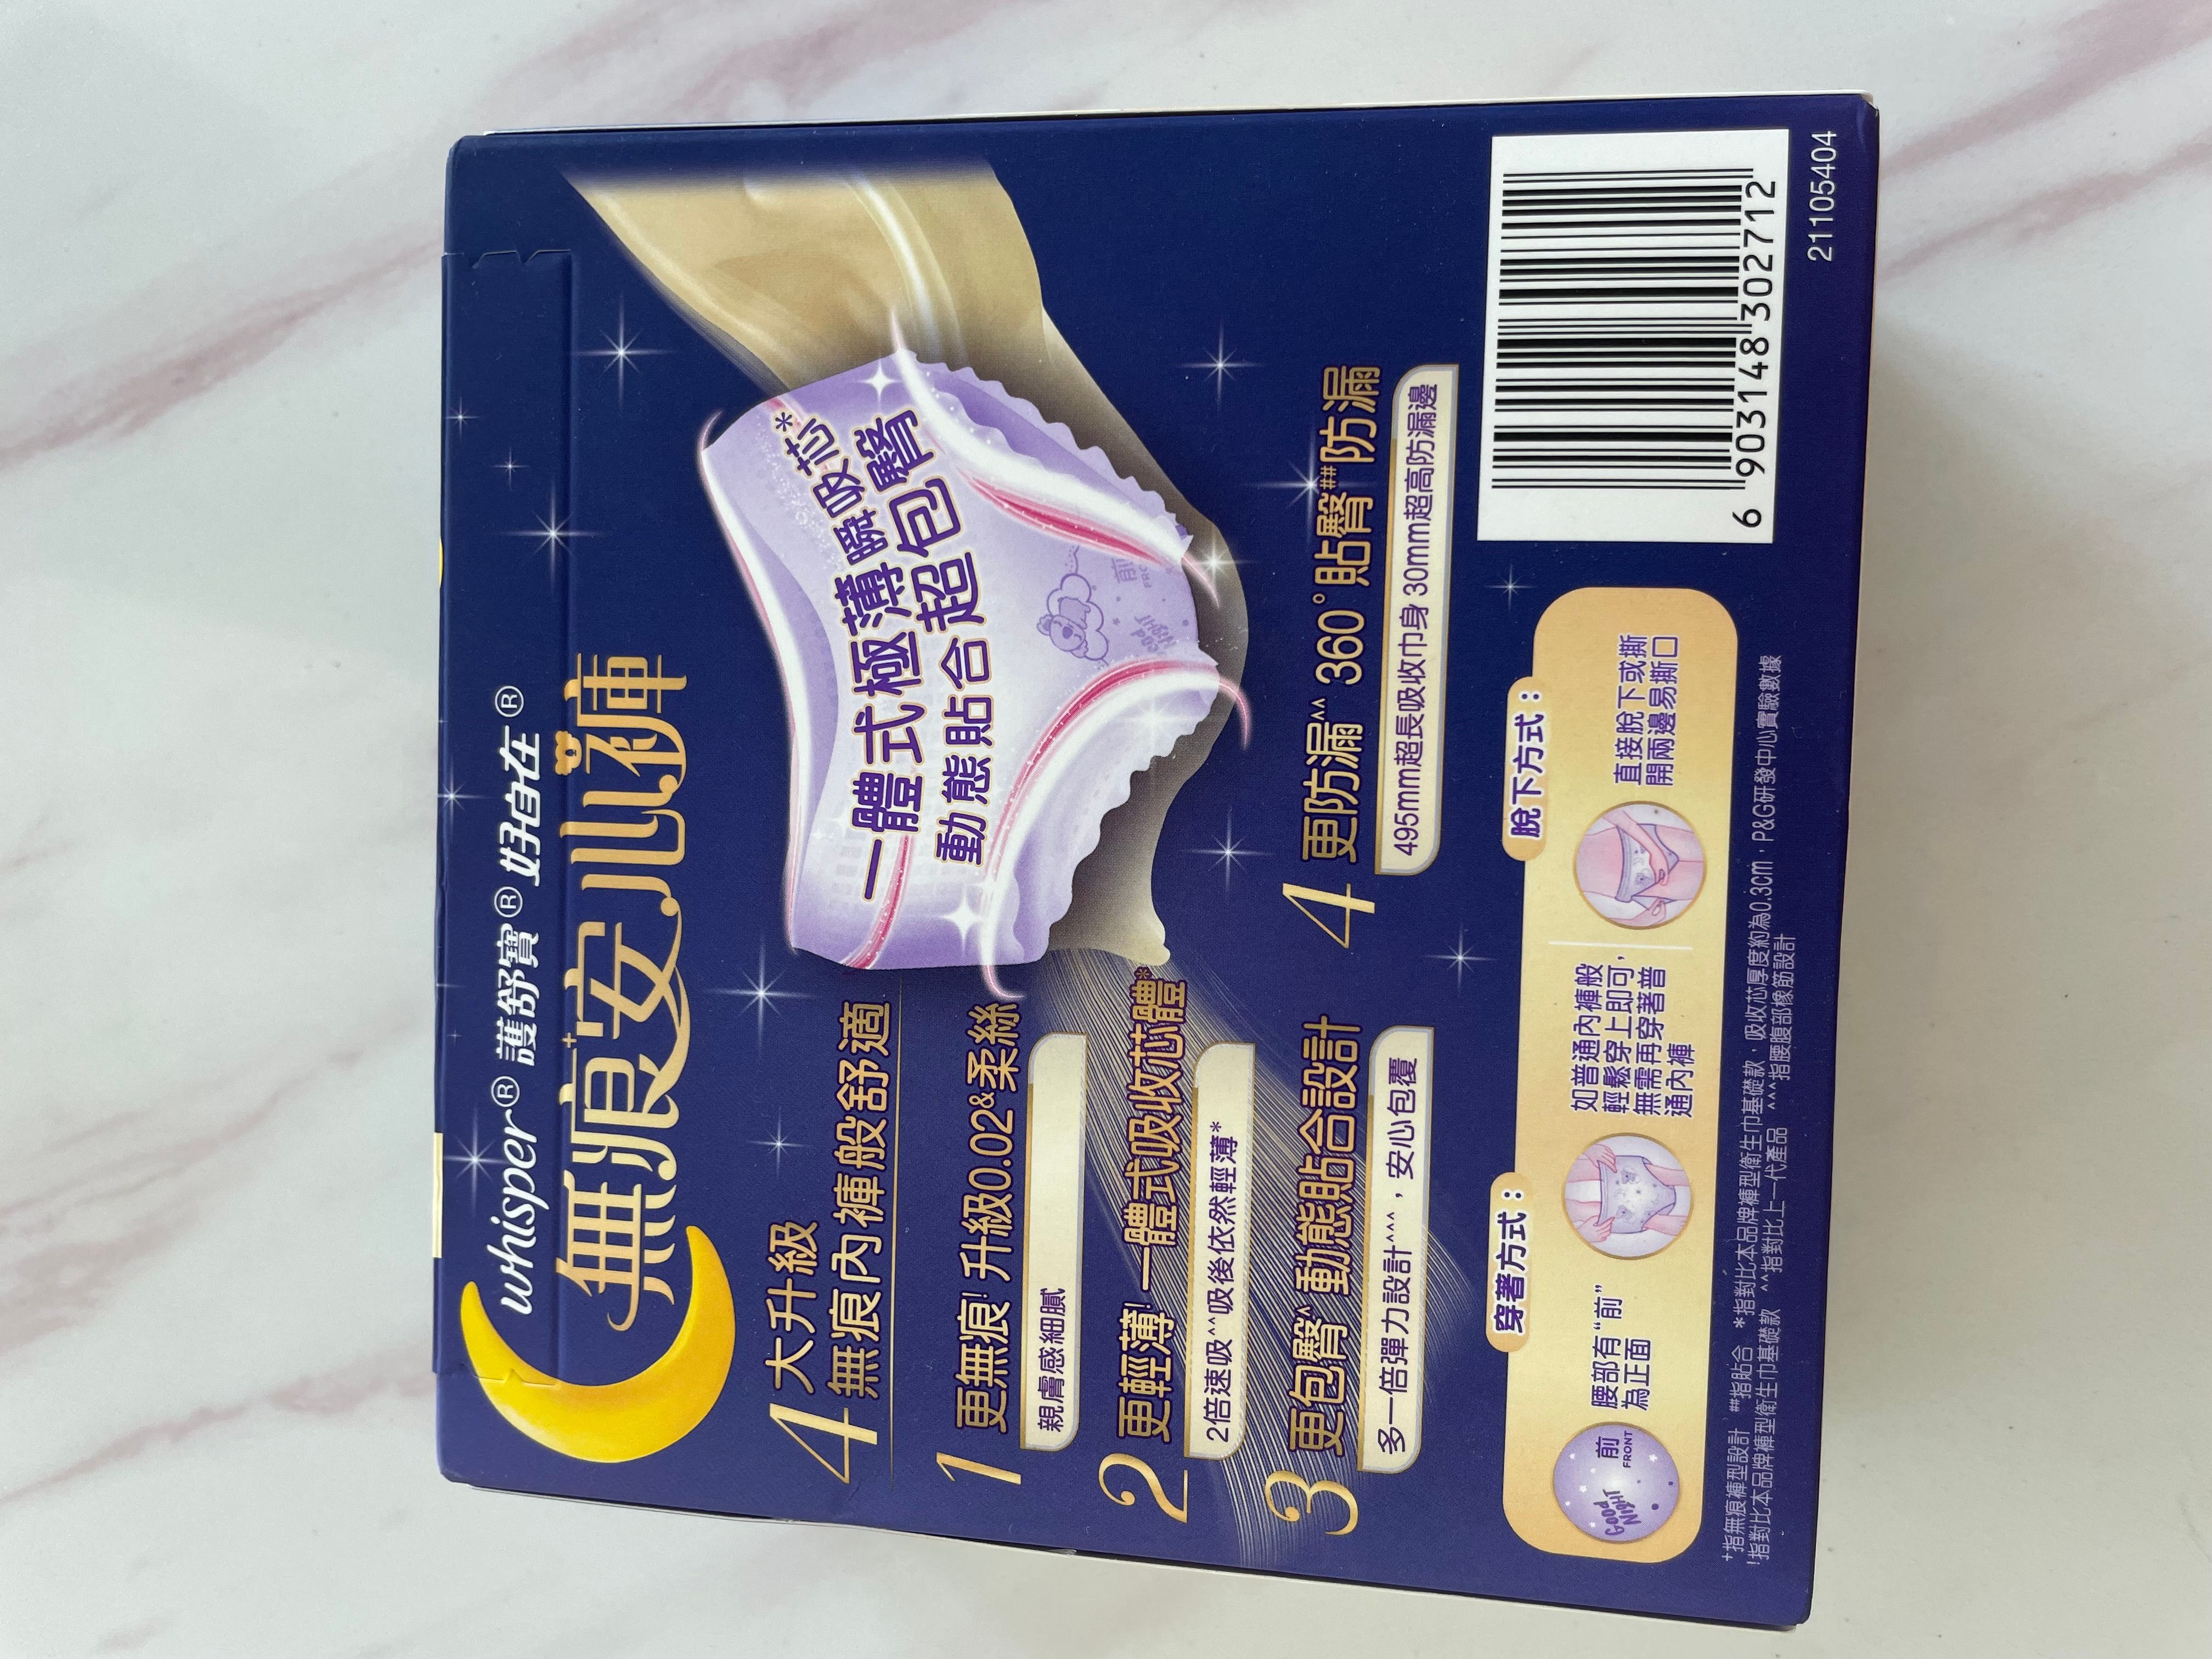 whisper® 護舒寶® 好自在®
無痕+安心褲
一體式極薄瞬吸芯*
動態貼合超包臀
GOOD NIGHT
前
4大升級
無痕內褲般舒適
1 更無痕! 升級0.02&柔絲
親膚感細膩
2 更輕薄! 一體式吸收芯體*
2倍速吸^^吸後依然輕薄*
3 更包臀^ 動態貼合設計
多一倍彈力設計^^^，安心包覆
4 更防漏^^ 360°貼臀##防漏
495mm超長吸收巾身 30mm超高防漏邊
穿著方式：
GOOD NIGHT
前
FRONT
腰部有“前”
為正面
如普通內褲般
輕鬆穿上即可，
無需再穿著普
通內褲
脫下方式：
直接脫下或撕
開兩邊易撕口
+指無痕褲型設計 ##指貼合 *指對比本品牌褲型衛生巾基礎款，吸收芯厚度約為0.3cm，P&G研發中心實驗數據
!指對比本品牌褲型衛生巾基礎款 ^^指對比上一代產品 ^^^指腰腹部橡筋設計
6 903148 302712
21105404